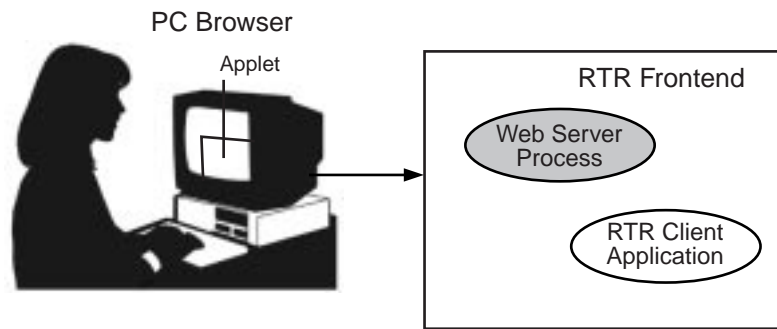 PC Browser
Applet
RTR Frontend
Web Server
Process
RTR Client
Application